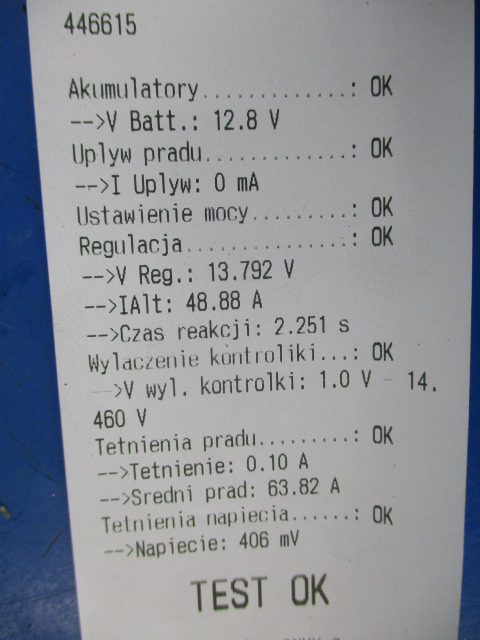 446615
Akumulatory.............: OK
-->V Batt.: 12.8 V
Uplyw pradu.............: OK
-->I Uplyw: 0 mA
Ustawienie mocy.........: OK
Regulacja...............: OK
-->V Reg.: 13.792 V
-->IAlt: 48.88 A
-->Czas reakcji: 2.251 s
Wylaczenie kontroliki...: OK
-->V wyl. kontrolki: 1.0 V - 14.
460 V
Tetnienia pradu.........: OK
-->Tetnienie: 0.10 A
-->Sredni prad: 63.82 A
Tetnienia napiecia......: OK
-->Napiecie: 406 mV
TEST OK